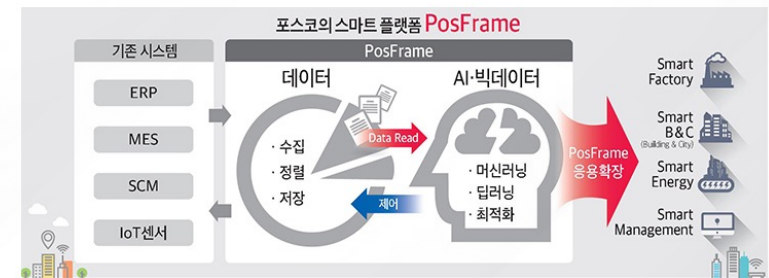 포스코의 스마트 플랫폼 PosFrame
기존 시스템
ERP
MES
SCM
IoT센서
PosFrame
데이터
· 수집
· 정렬
· 저장
Data Read
제어
AI·빅데이터
· 머신러닝
· 딥러닝
· 최적화
PosFrame
응용확장
Smart
Factory
Smart
B&C
(Building & City)
Smart
Energy
Smart
Management